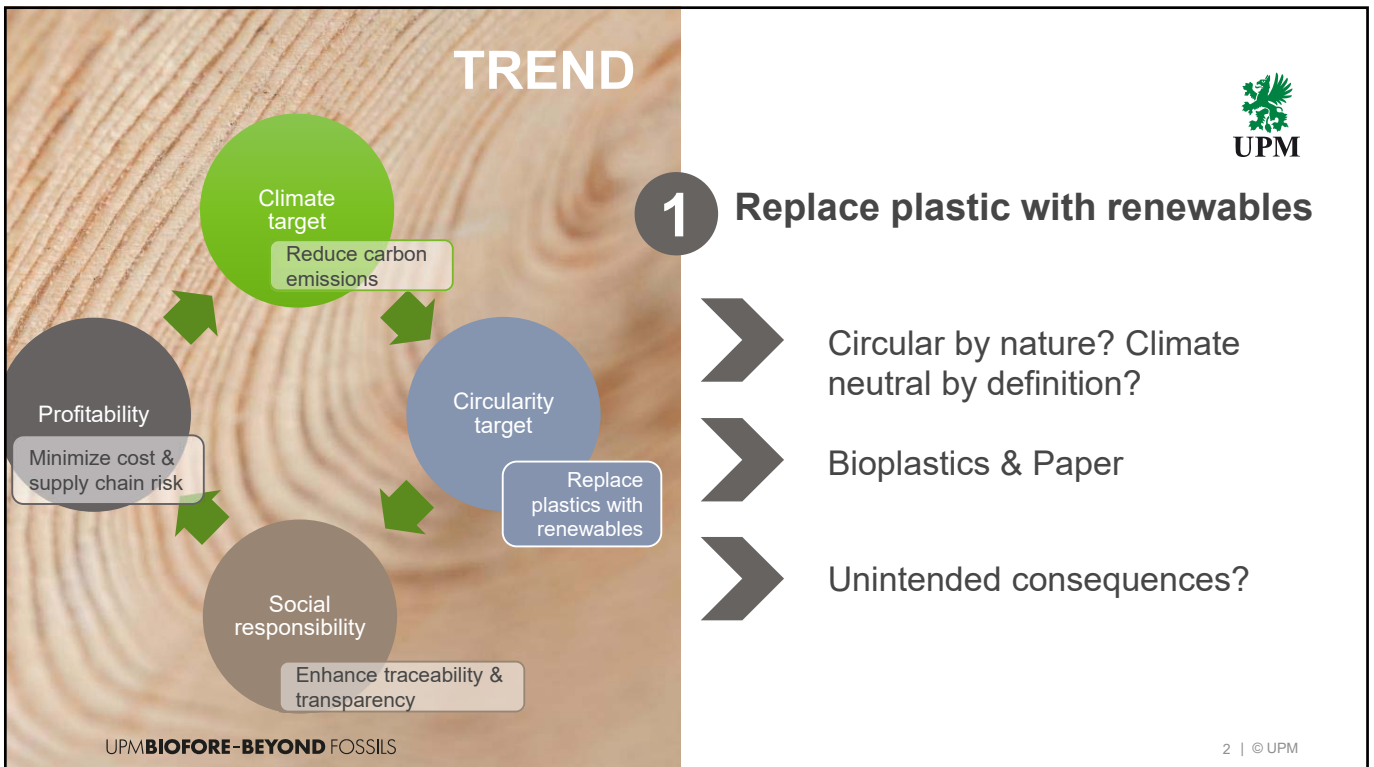 TREND
Climate
target
Reduce carbon
emissions
Circularity
target
Replace
plastics with
renewables
Social
responsibility
Enhance traceability &
transparency
Profitability
Minimize cost &
supply chain risk
UPMBIOFORE-BEYOND FOSSILS
UPM
1 Replace plastic with renewables
Circular by nature? Climate
neutral by definition?
Bioplastics & Paper
Unintended consequences?
2 | © UPM